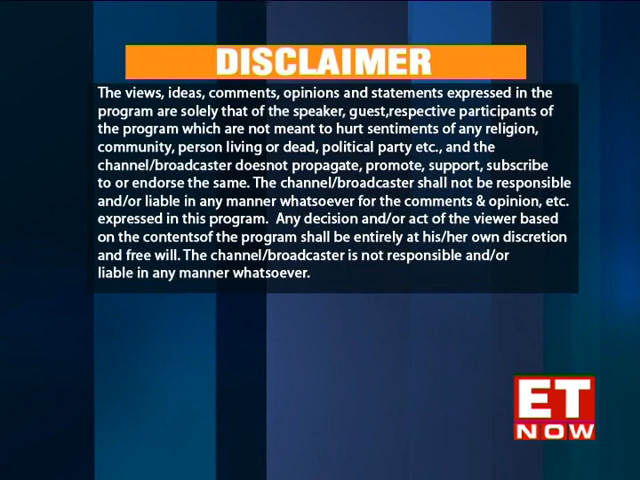 DISCLAIMER
The views, ideas, comments, opinions and statements expressed in the
program are solely that of the speaker, guest,respective participants of
the program which are not meant to hurt sentiments of any religion,
community, person living or dead, political party etc., and the
channel/broadcaster doesnot propagate, promote, support, subscribe
to or endorse the same. The channel/broadcaster shall not be responsible
and/or liable in any manner whatsoever for the comments & opinion, etc.
expressed in this program.  Any decision and/or act of the viewer based
on the contentsof the program shall be entirely at his/her own discretion
and free will. The channel/broadcaster is not responsible and/or
liable in any manner whatsoever.
ET
NOW